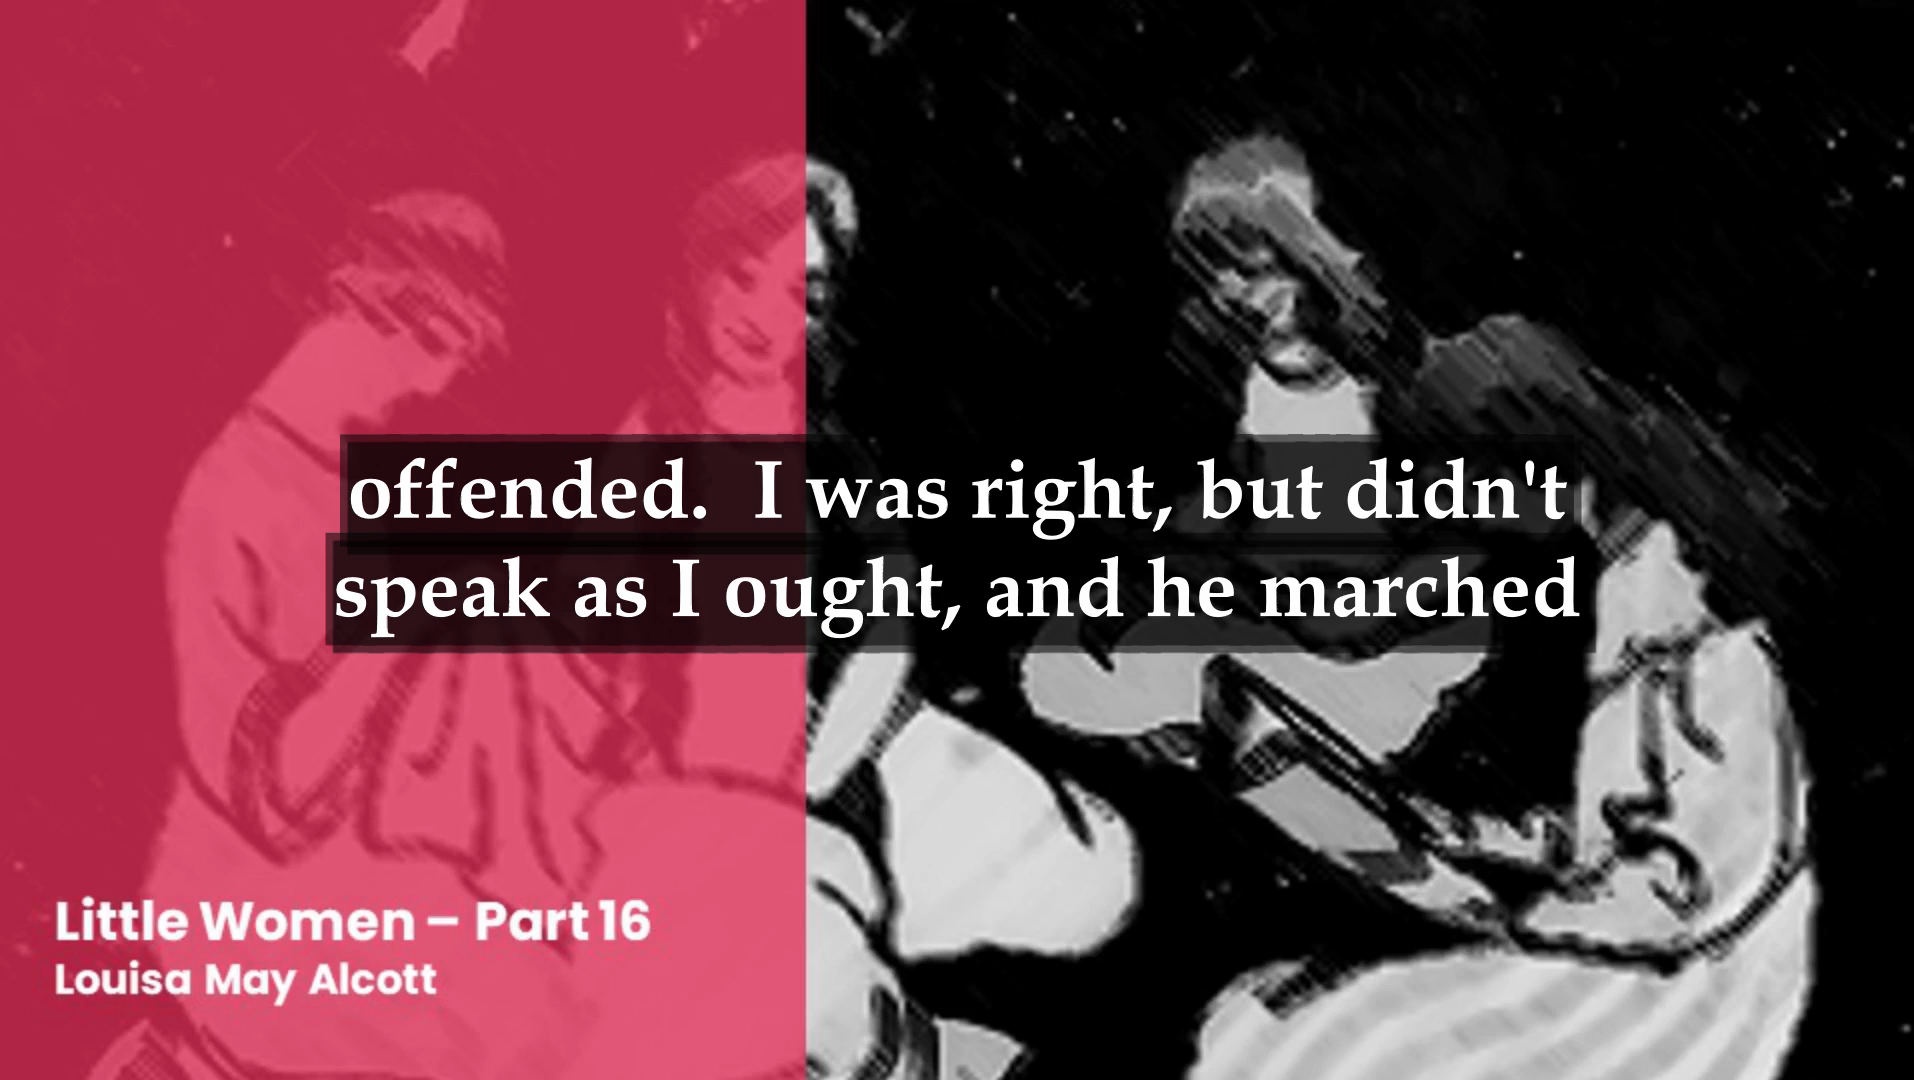 offended.  I was right, but didn't
speak as I ought, and he marched
Little Women – Part 16
Louisa May Alcott